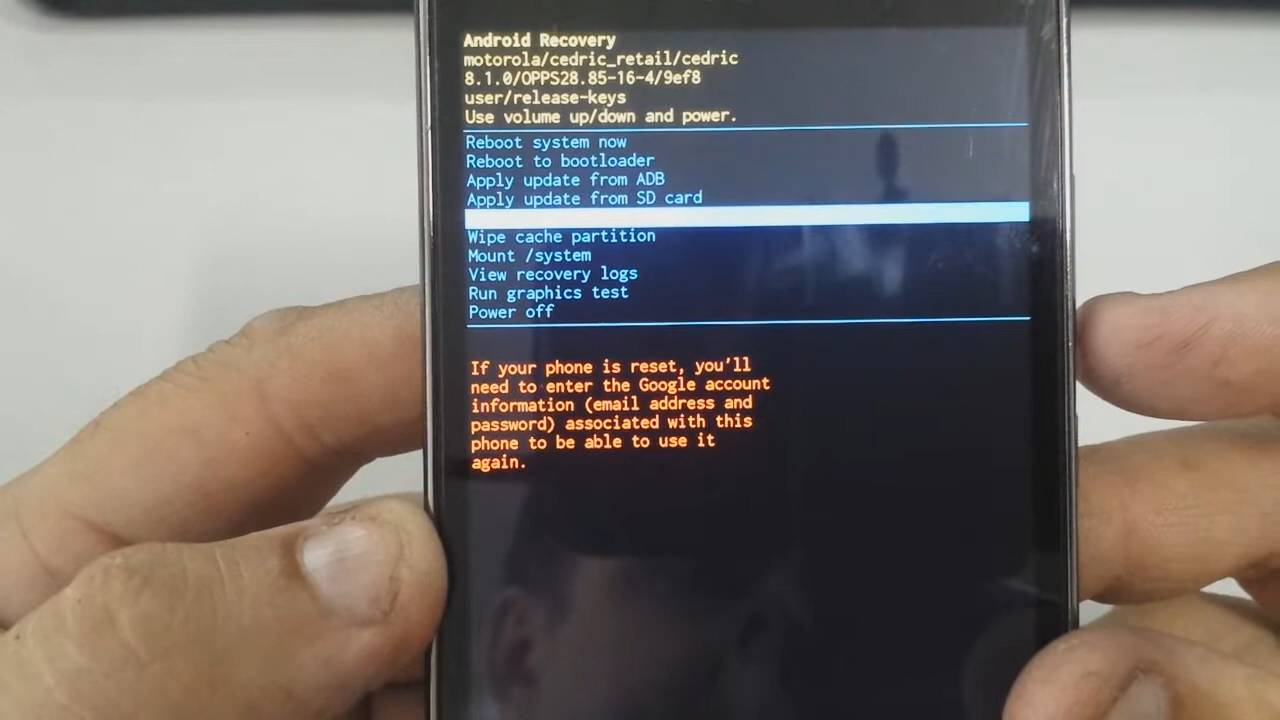 Android Recovery
motorola/cedric_retail/cedric
8.1.0/OPPS28.85-16-4/9ef8
user/release-keys
Use volume up/down and power.
Reboot system now
Reboot to bootloader
Apply update from ADB
Apply update from SD card
Wipe cache partition
Mount /system
View recovery logs
Run graphics test
Power off
If your phone is reset, you'll
need to enter the Google account
information (email address and
password) associated with this
phone to be able to use it
again.